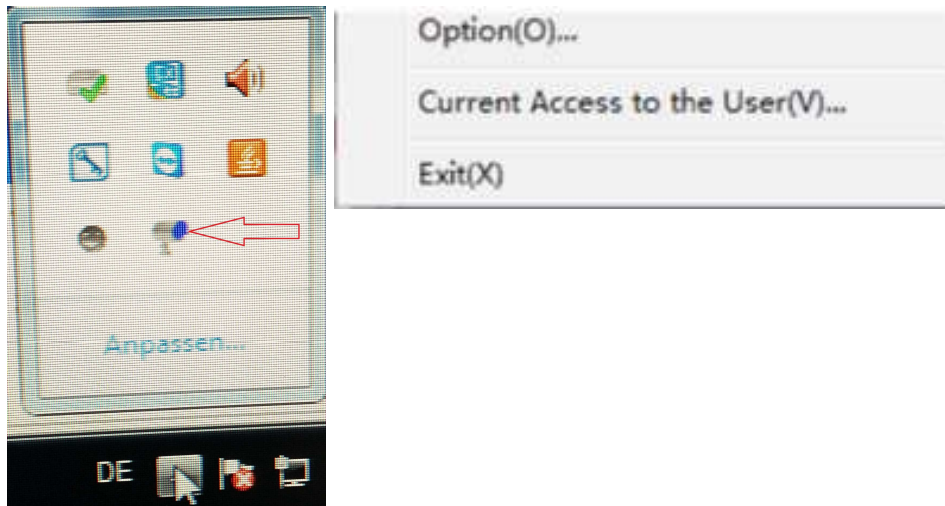 Option(O)...
Current Access to the User(V)...
Exit(X)
Anpassen...
DE